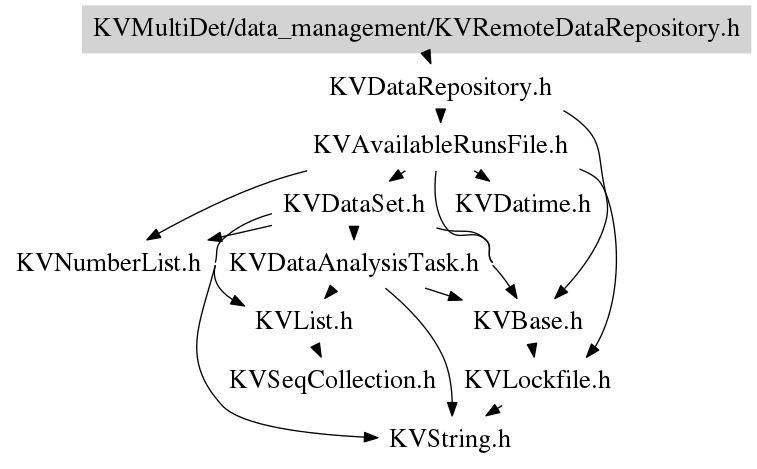 KVMultiDet/data_management/KVRemoteDataRepository.h
KVDataRepository.h
KVAvailableRunsFile.h
KVDataSet.h
KVDatime.h
KVNumberList.h
KVDataAnalysisTask.h
KVList.h
KVBase.h
KVSeqCollection.h
KVLockfile.h
KVString.h